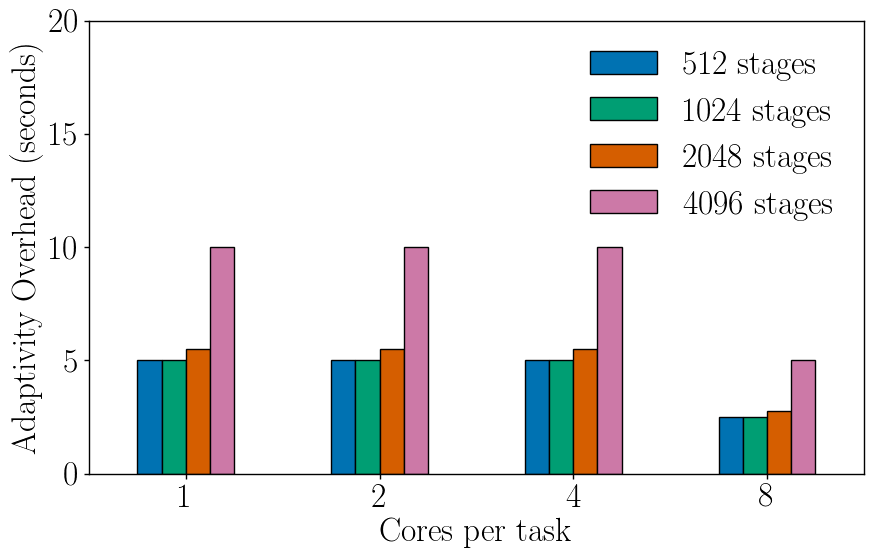 20
15
10
5
0
Adaptivity Overhead (seconds)
512 stages
1024 stages
2048 stages
4096 stages
1 2 4 8
Cores per task